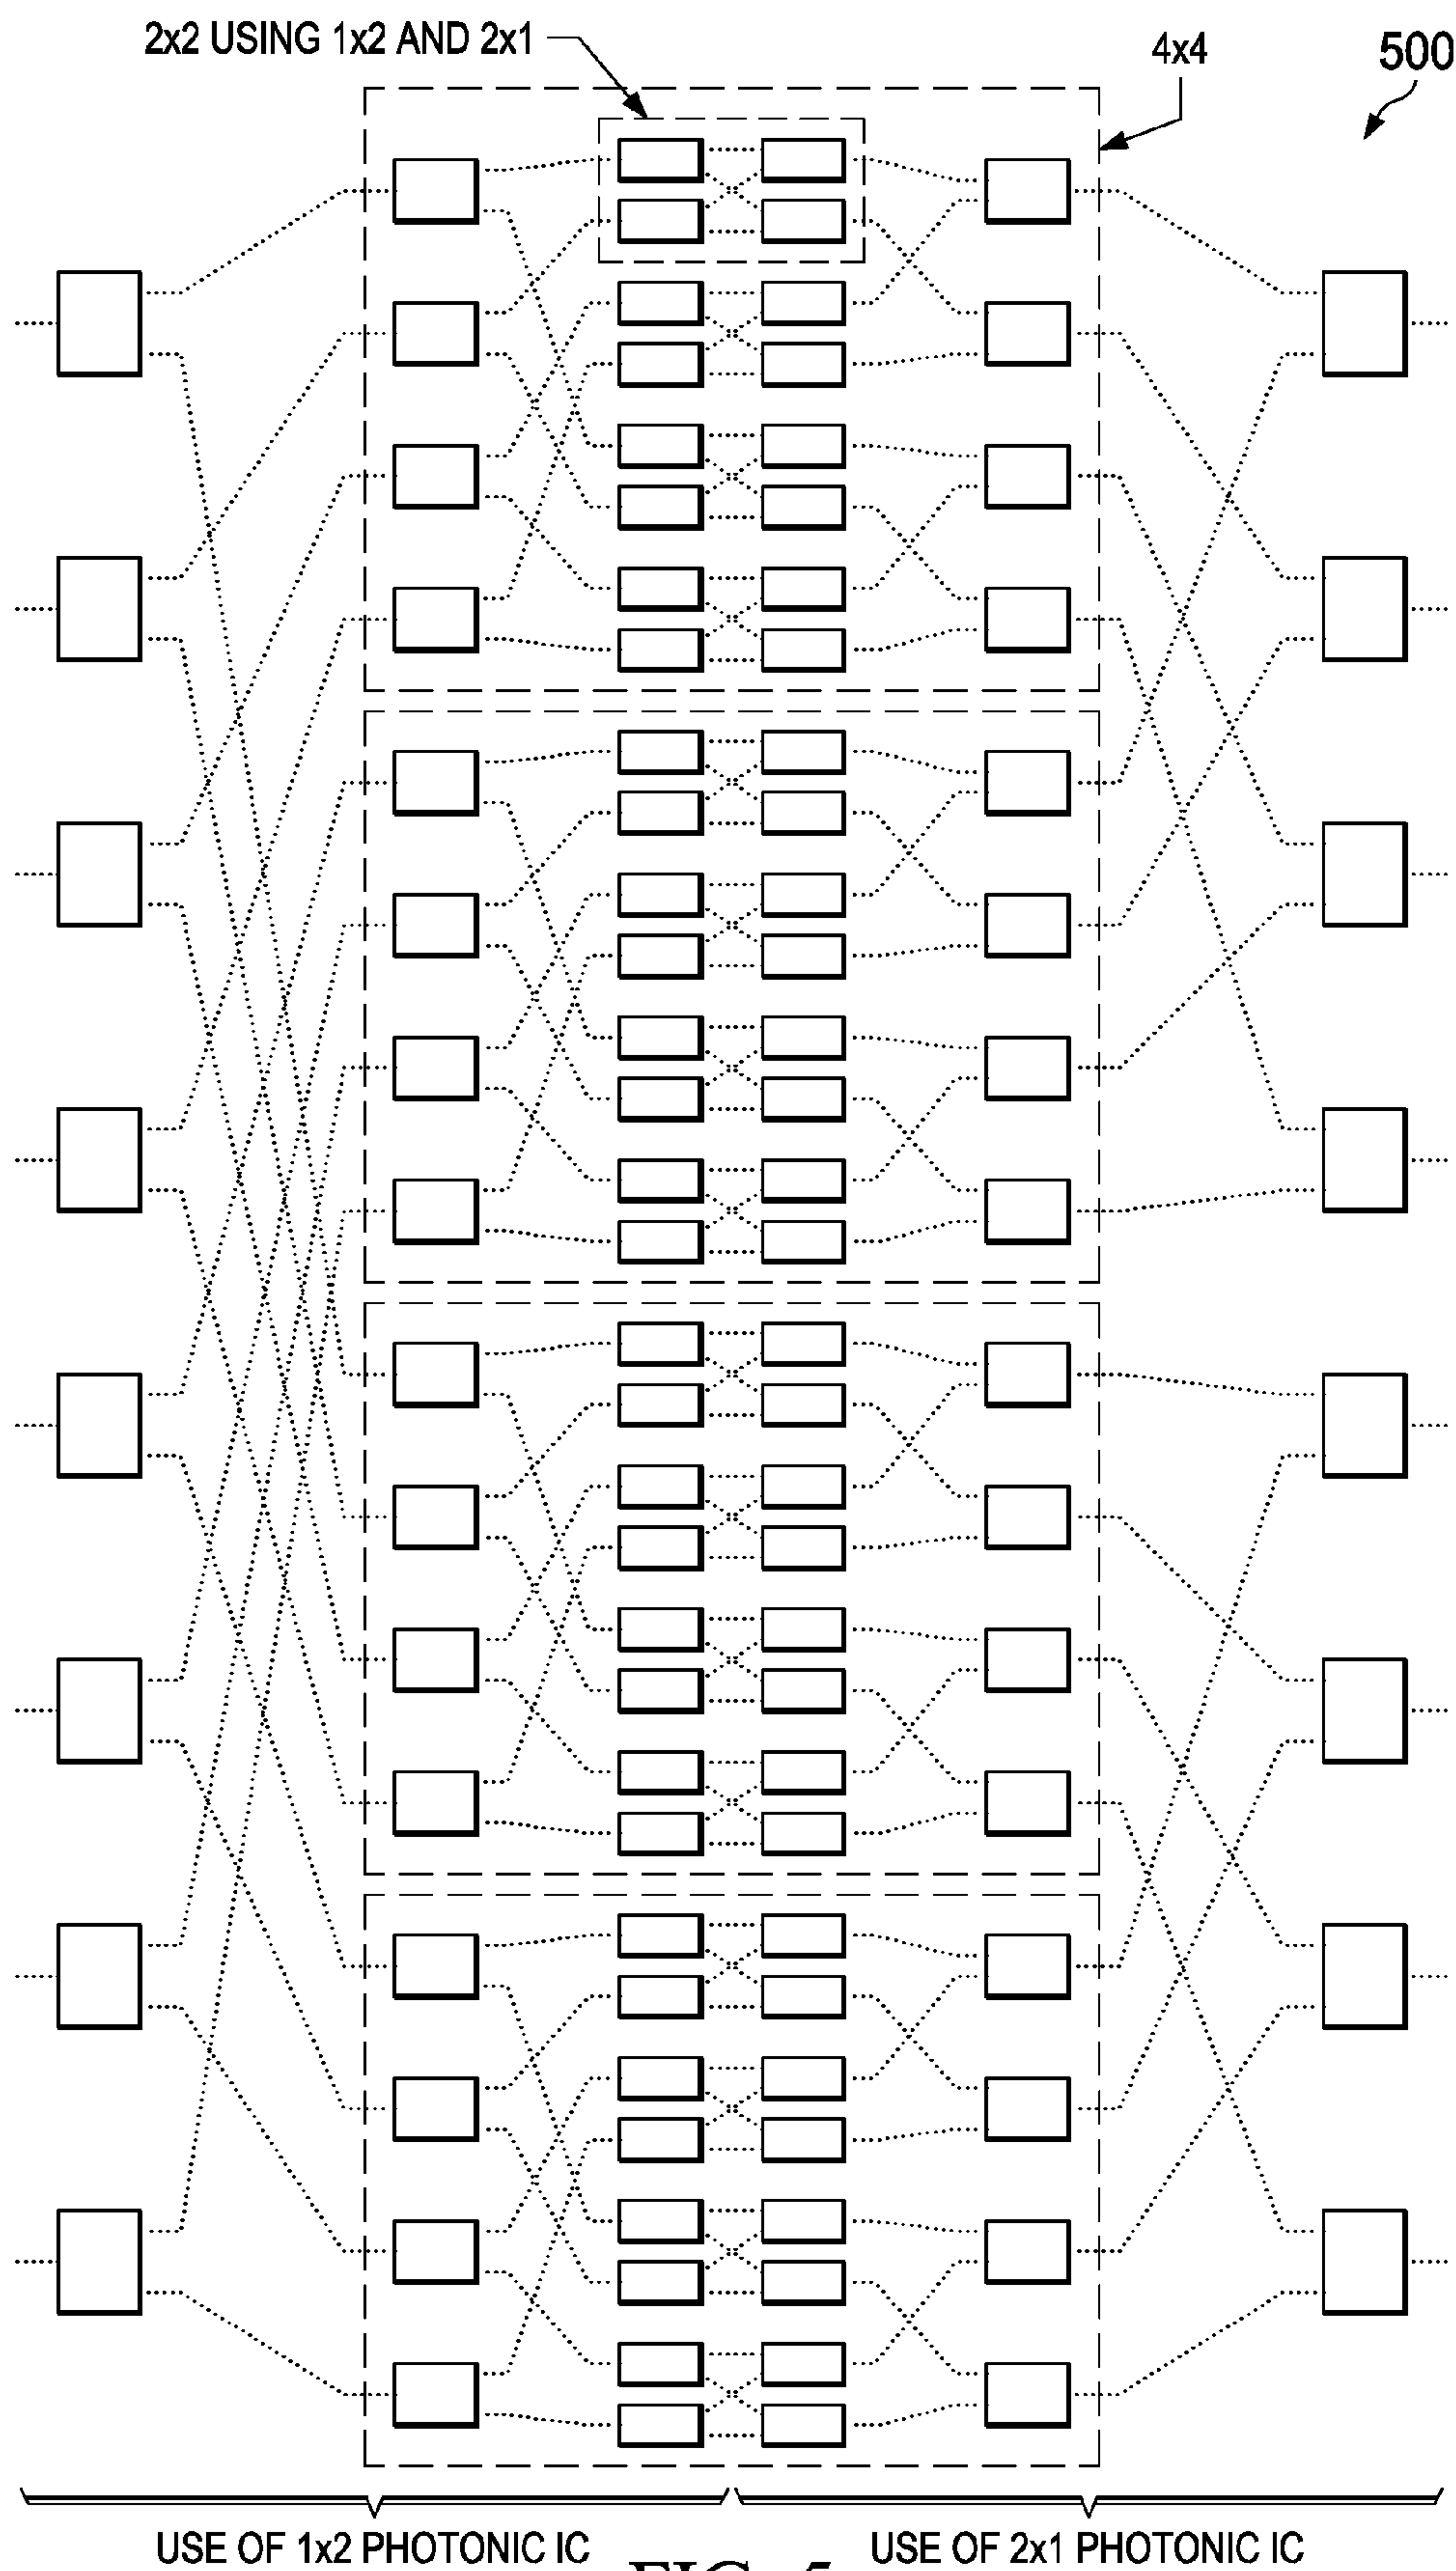 2x2 USING 1x2 AND 2x1
4x4
500
USE OF 1x2 PHOTONIC IC
USE OF 2x1 PHOTONIC IC